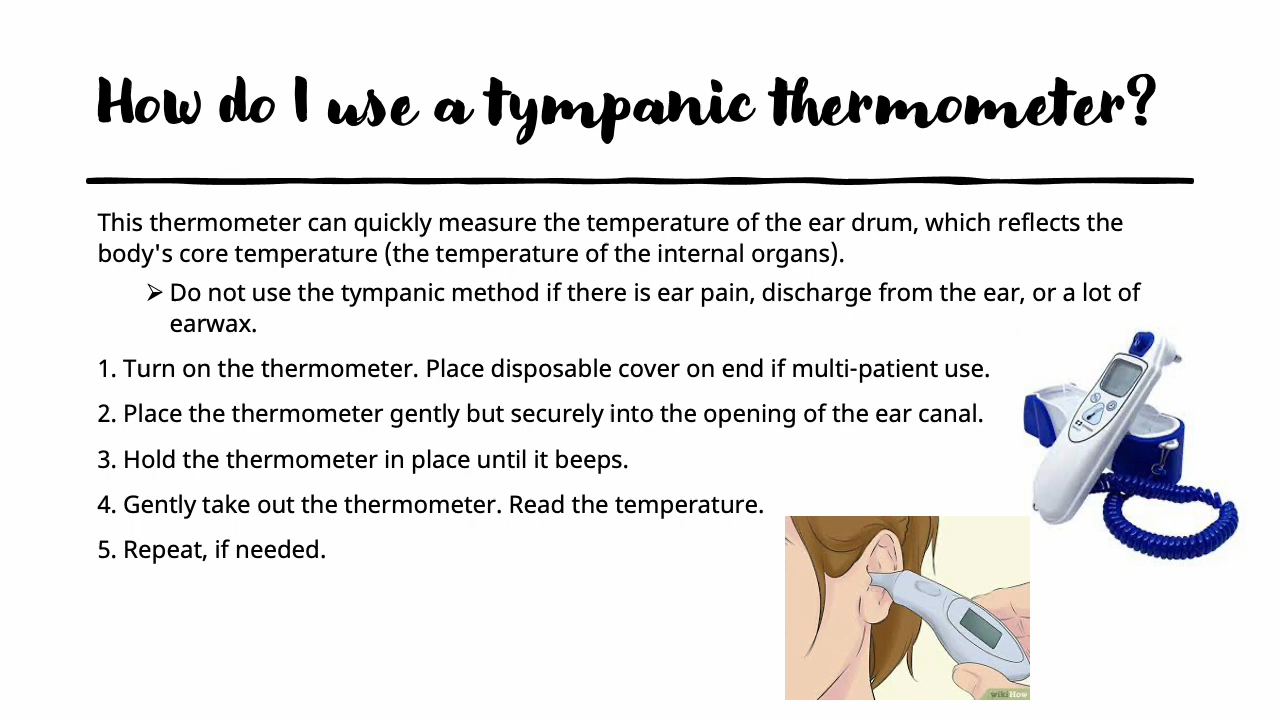 How do I use a tympanic thermometer?
This thermometer can quickly measure the temperature of the ear drum, which reflects the
body's core temperature (the temperature of the internal organs).
➢ Do not use the tympanic method if there is ear pain, discharge from the ear, or a lot of
earwax.
1. Turn on the thermometer. Place disposable cover on end if multi-patient use.
2. Place the thermometer gently but securely into the opening of the ear canal.
3. Hold the thermometer in place until it beeps.
4. Gently take out the thermometer. Read the temperature.
5. Repeat, if needed.
wikiHow